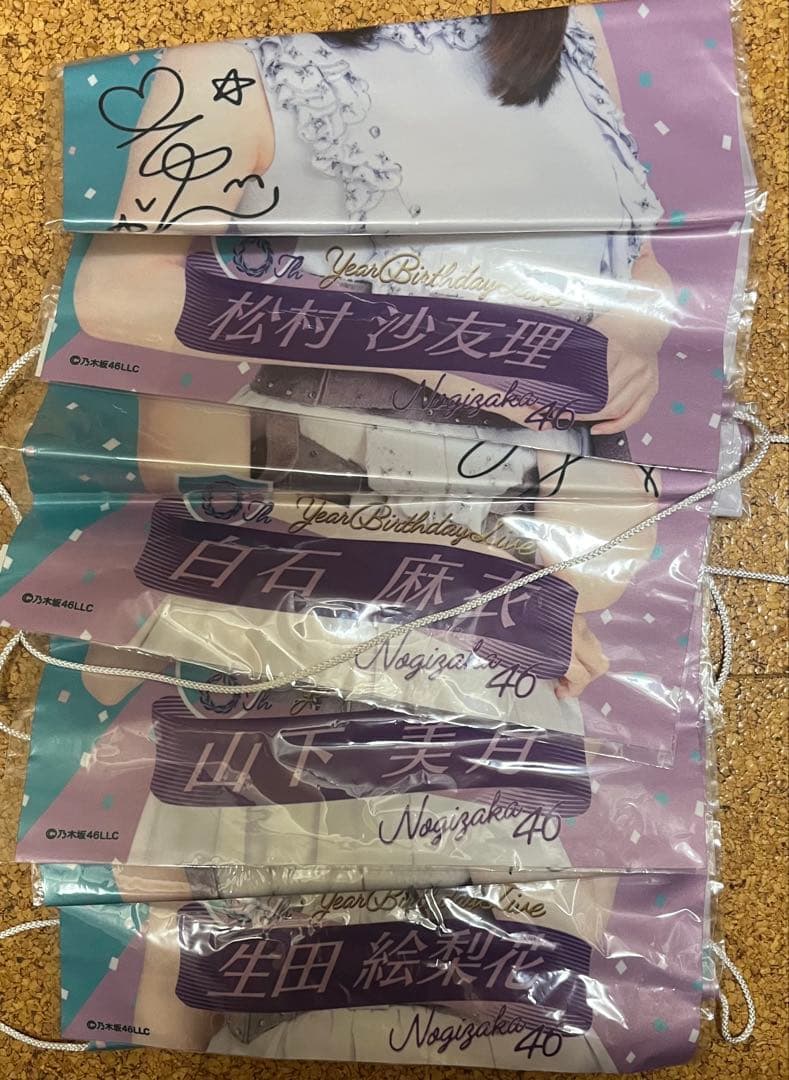 Th YearBirthdayLive
松村 沙友理
©乃木坂46LLC
Nogizaka46
Th YearBirthdayLive
白石 麻衣
©乃木坂46LLC
Nogizaka46
Th
山下 美月
©乃木坂46LLC
Nogizaka46
YearBirthdayLive
生田 絵梨花
©乃木坂46LLC
Nogizaka46